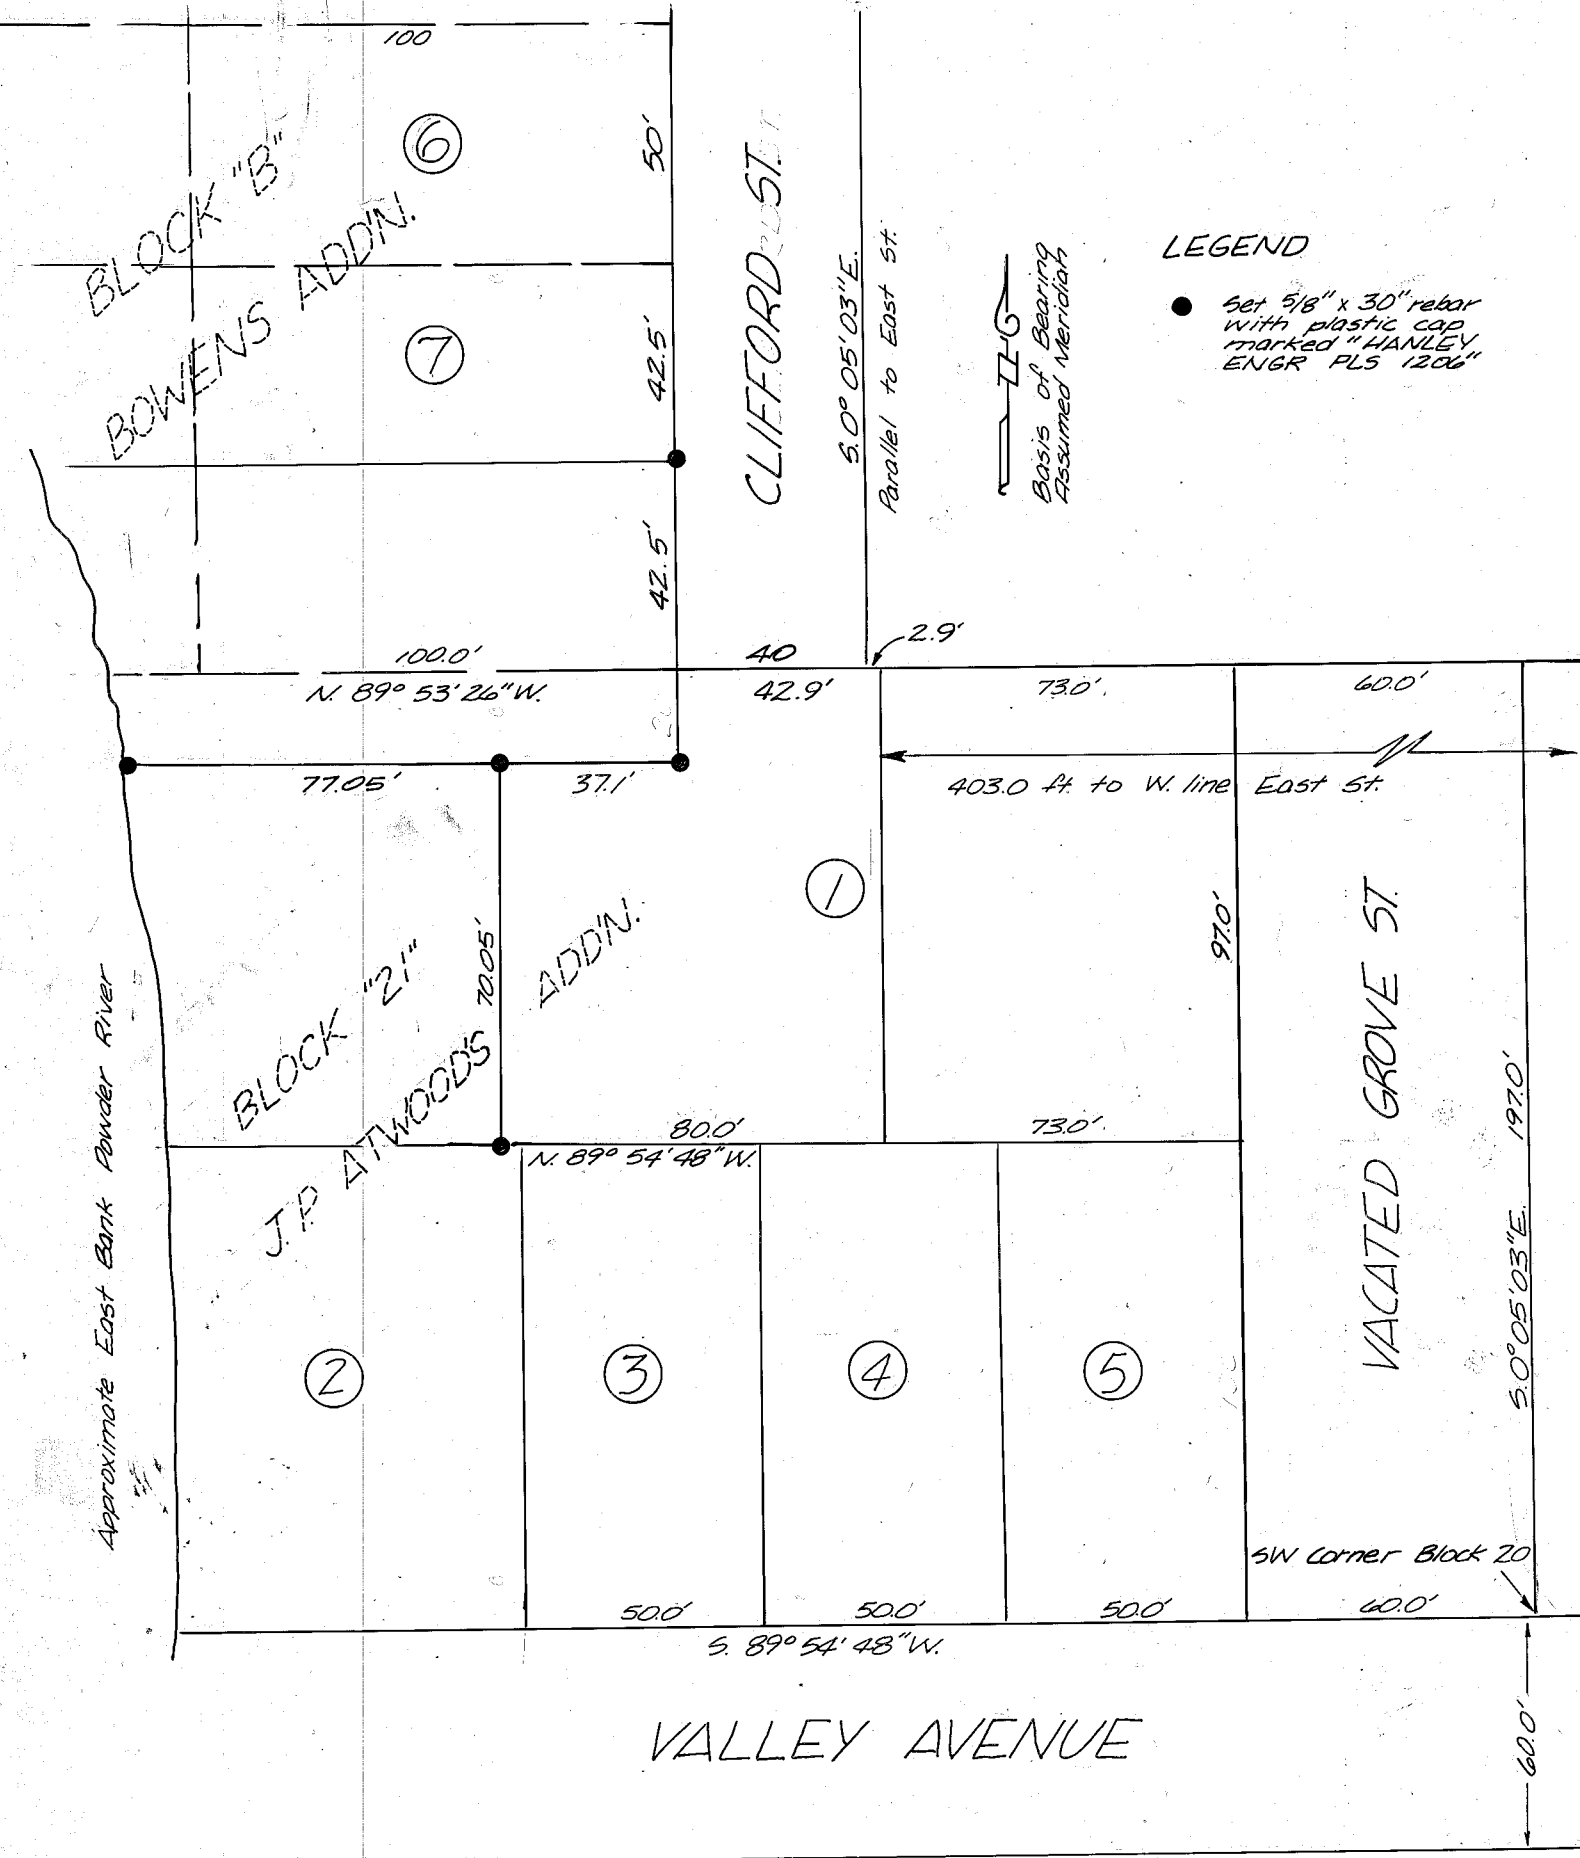 100
6
50'
BLOCK "B"
BOWENS ADDN.
7
42.5'
42.5'
CLIFFORD ST.
S. 0° 05' 03" E.
Parallel to East St.
Basis of Bearing
Assumed Meridian
LEGEND
Set 5/8" x 30" rebar
with plastic cap
marked "HANLEY
ENGR PLS 1206"
2.9'
100.0'
40
N. 89° 53' 26" W.
42.9'
73.0'
60.0'
77.05'
37.1'
403.0 ft. to W. line East St.
1
70.05'
97.0'
BLOCK "21"
J.P. ATWOODS ADDN.
Approximate East Bank Powder River
VACATED GROVE ST.
197.0'
S. 0° 05' 03" E.
80.0'
73.0'
N. 89° 54' 48" W.
2
3
4
5
SW Corner Block 20
50.0'
50.0'
50.0'
60.0'
S. 89° 54' 48" W.
VALLEY AVENUE
60.0'